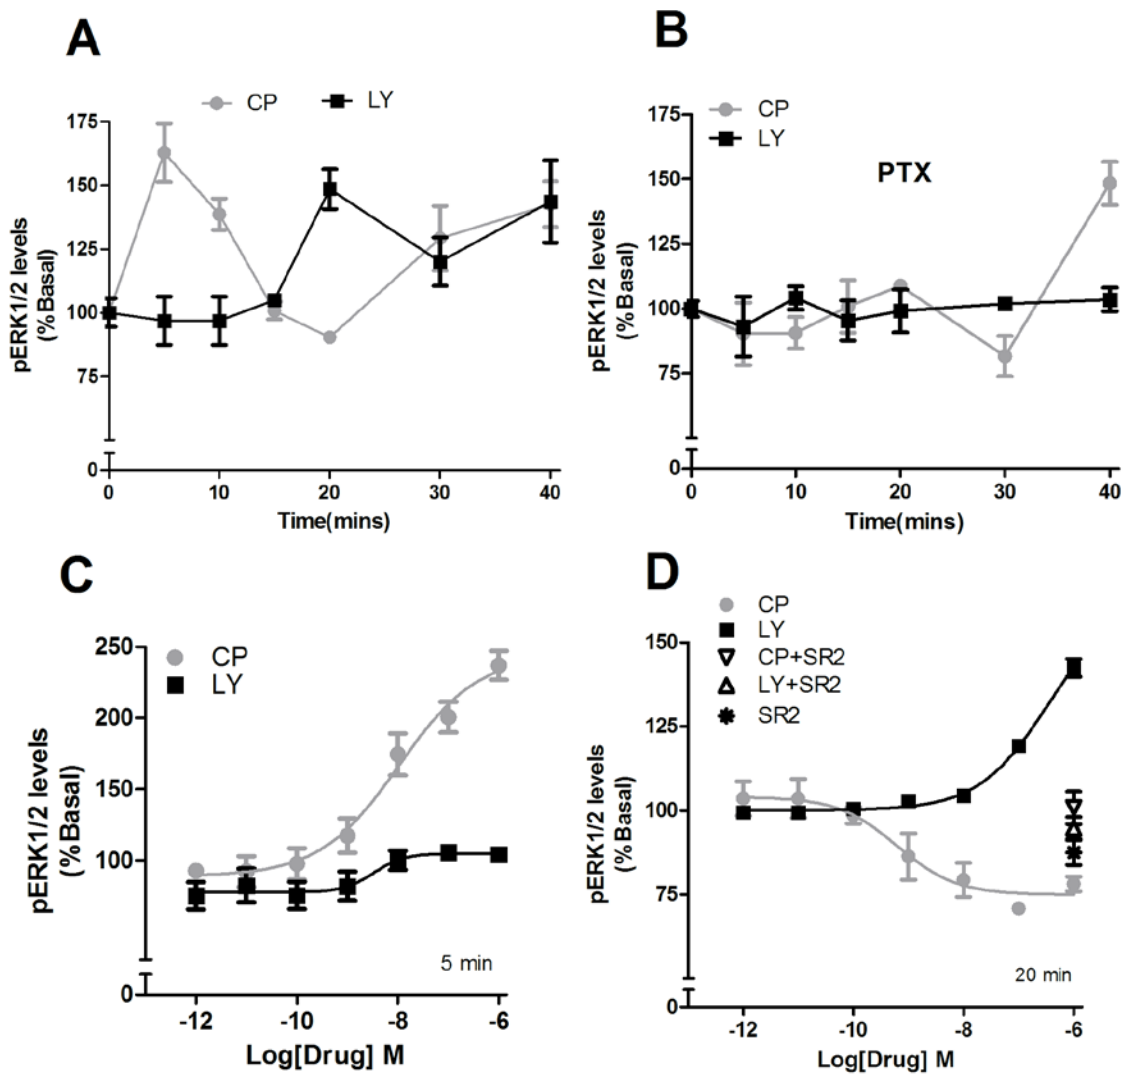 A
CP
LY
175
150
125
100
75
0
pERK1/2 levels
(%Basal)
0
10
20
30
40
Time(mins)
B
CP
LY
PTX
175
150
125
100
75
0
pERK1/2 levels
(%Basal)
0
10
20
30
40
Time(mins)
C
CP
LY
250
200
150
100
0
pERK1/2 levels
(%Basal)
5 min
-12
-10
-8
-6
Log[Drug] M
D
CP
LY
CP+SR2
LY+SR2
SR2
150
125
100
75
0
pERK1/2 levels
(%Basal)
20 min
-12
-10
-8
-6
Log[Drug] M